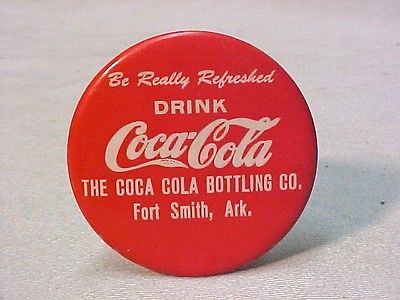 Be Really Refreshed
DRINK
Coca-Cola
THE COCA COLA BOTTLING CO.
Fort Smith, Ark.